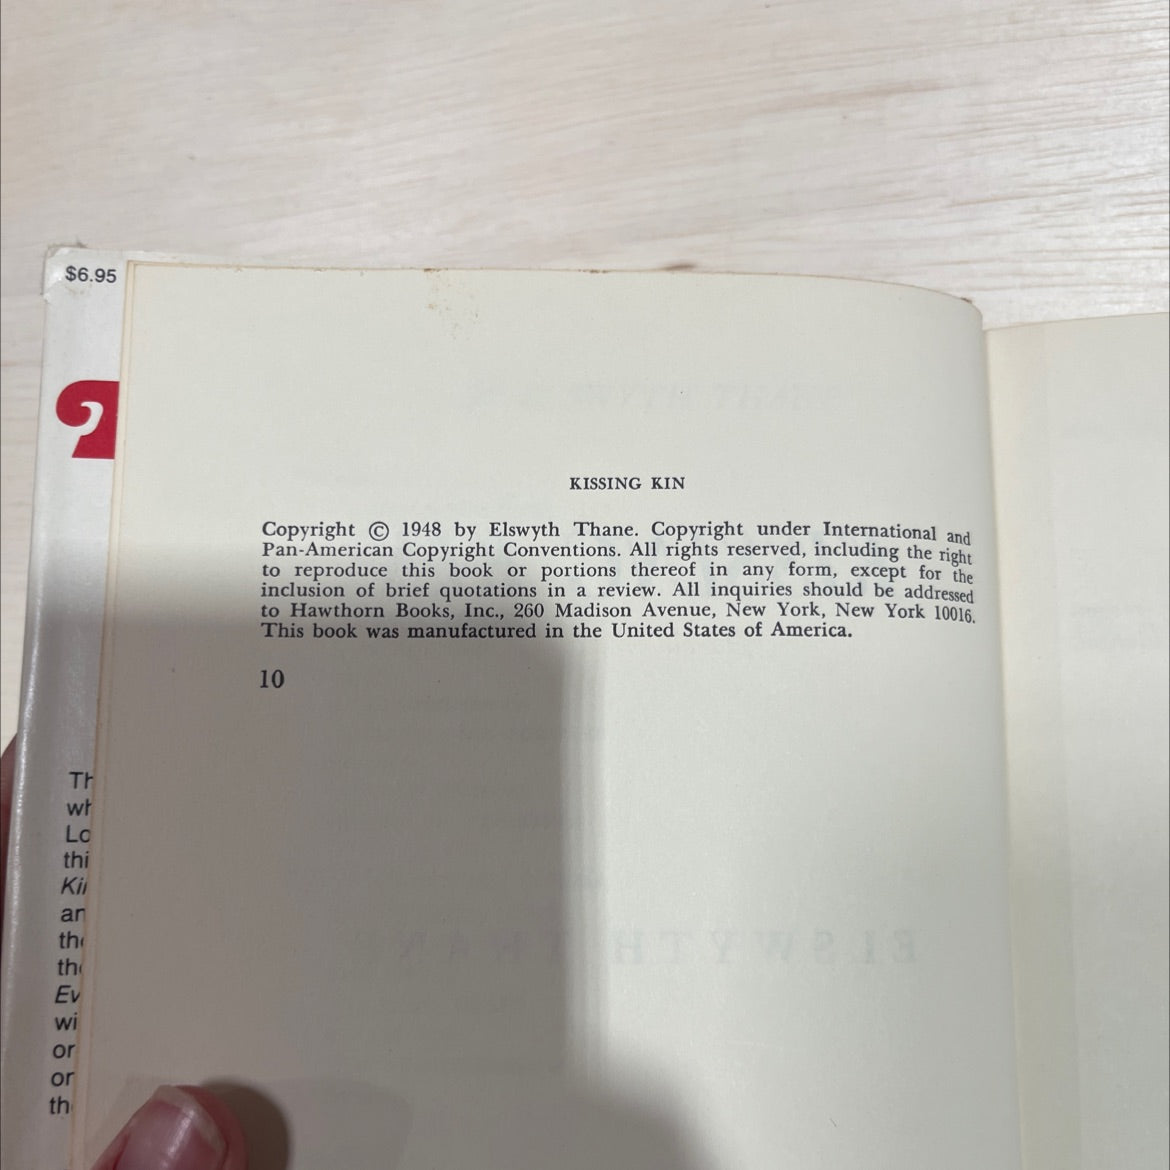 $6.95
KISSING KIN
Copyright © 1948 by Elswyth Thane. Copyright under International and
Pan-American Copyright Conventions. All rights reserved, including the right
to reproduce this book or portions thereof in any form, except for the
inclusion of brief quotations in a review. All inquiries should be addressed
to Hawthorn Books, Inc., 260 Madison Avenue, New York, New York 10016.
This book was manufactured in the United States of America.
10
ELSWYTH THANE